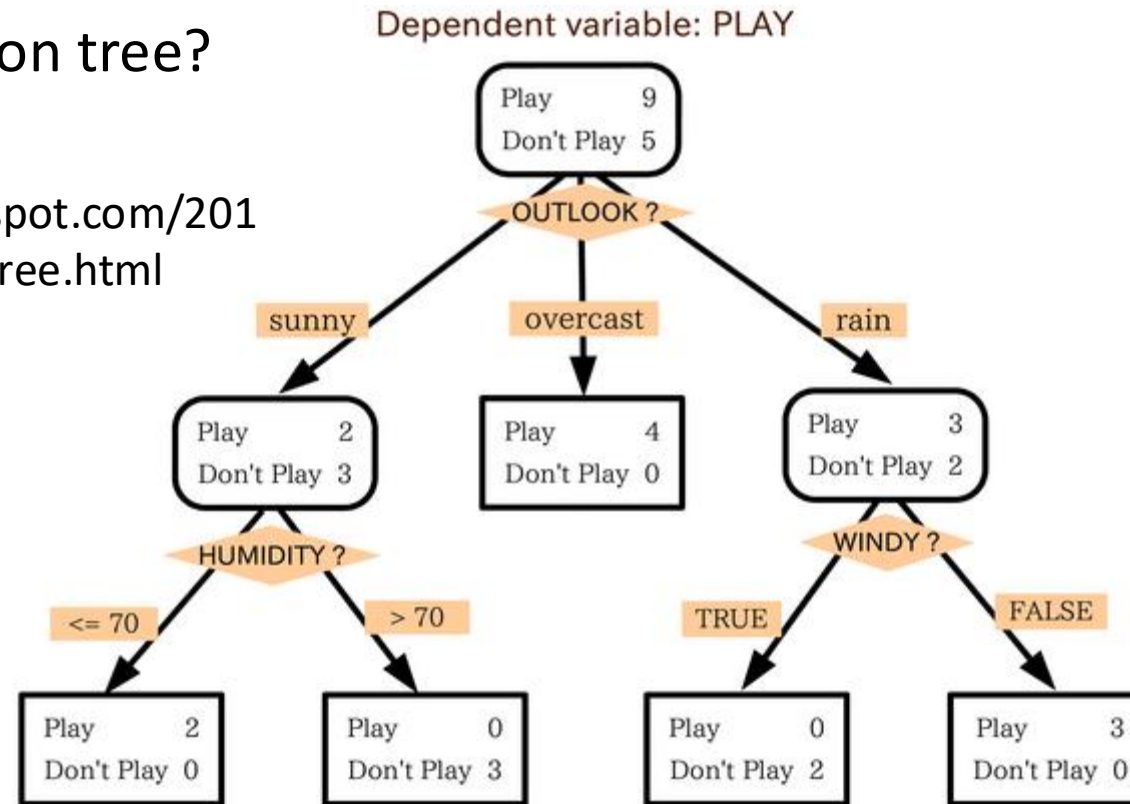 on tree?
Dependent variable: PLAY
Play 9
Don't Play 5
spot.com/201
ree.html
OUTLOOK ?
sunny
overcast
rain
Play 2
Don't Play 3
Play 4
Don't Play 0
Play 3
Don't Play 2
HUMIDITY ?
WINDY ?
<= 70
> 70
TRUE
FALSE
Play 2
Don't Play 0
Play 0
Don't Play 3
Play 0
Don't Play 2
Play 3
Don't Play 0